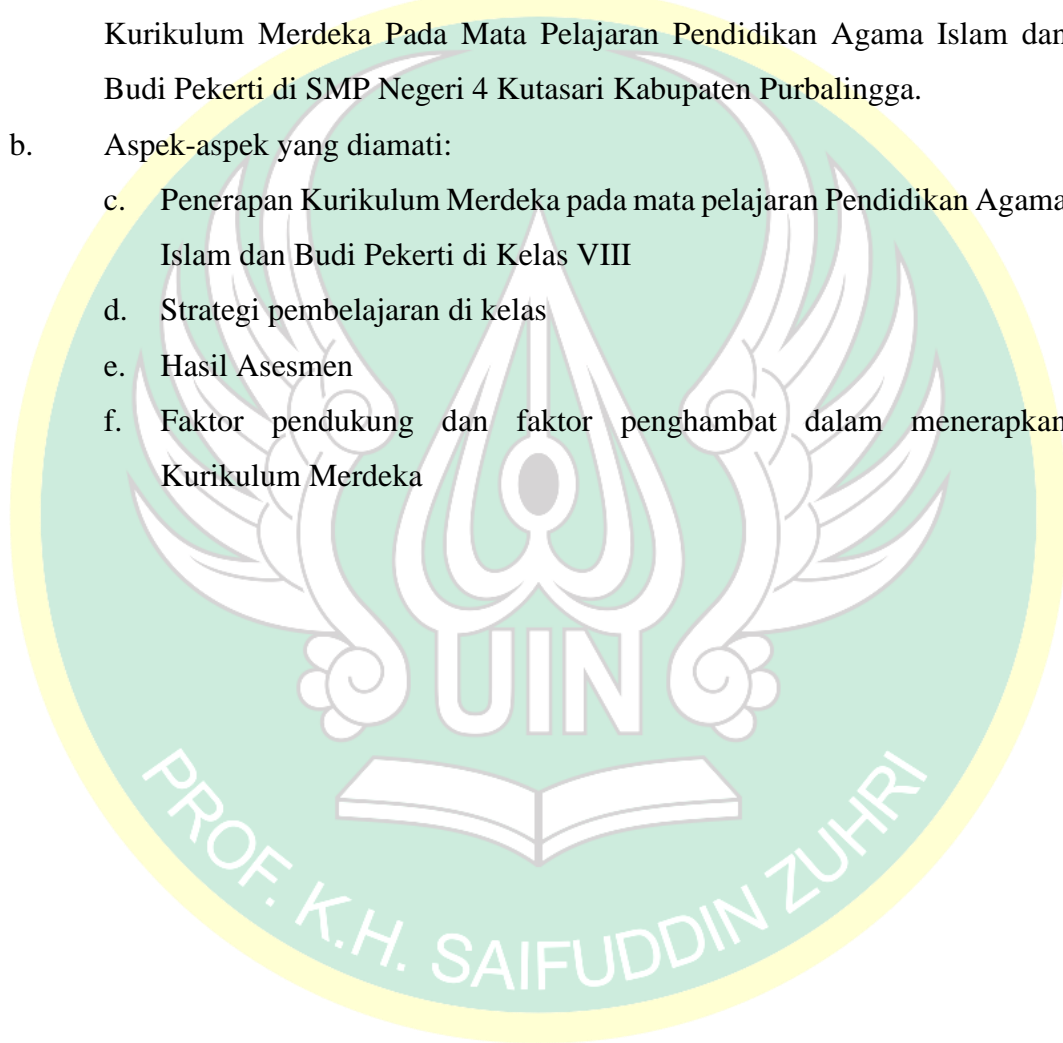 Kurikulum Merdeka Pada Mata Pelajaran Pendidikan Agama Islam dan
Budi Pekerti di SMP Negeri 4 Kutasari Kabupaten Purbalingga.
b. Aspek-aspek yang diamati:
c. Penerapan Kurikulum Merdeka pada mata pelajaran Pendidikan Agama
Islam dan Budi Pekerti di Kelas VIII
d. Strategi pembelajaran di kelas
e. Hasil Asesmen
f. Faktor pendukung dan faktor penghambat dalam menerapkan
Kurikulum Merdeka
UIN
PROF. K.H. SAIFUDDIN ZUHRI